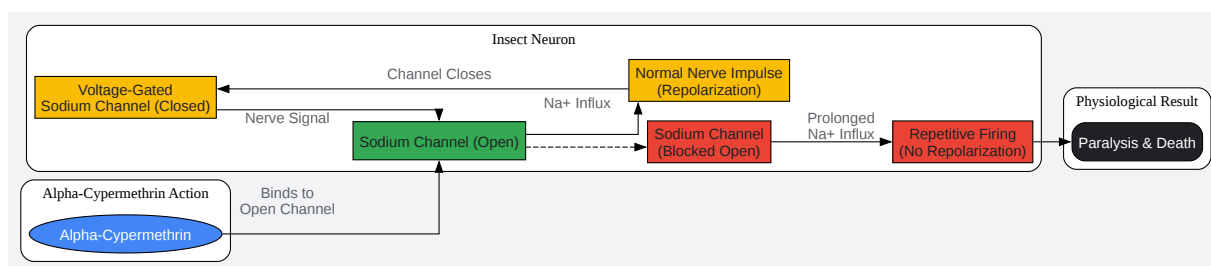 Insect Neuron
Voltage-Gated
Sodium Channel (Closed)
Channel Closes
Normal Nerve Impulse
(Repolarization)
Nerve Signal
Na+ Influx
Sodium Channel (Open)
Sodium Channel
(Blocked Open)
Prolonged
Na+ Influx
Repetitive Firing
(No Repolarization)
Physiological Result
Paralysis & Death
Alpha-Cypermethrin Action
Alpha-Cypermethrin
Binds to
Open Channel